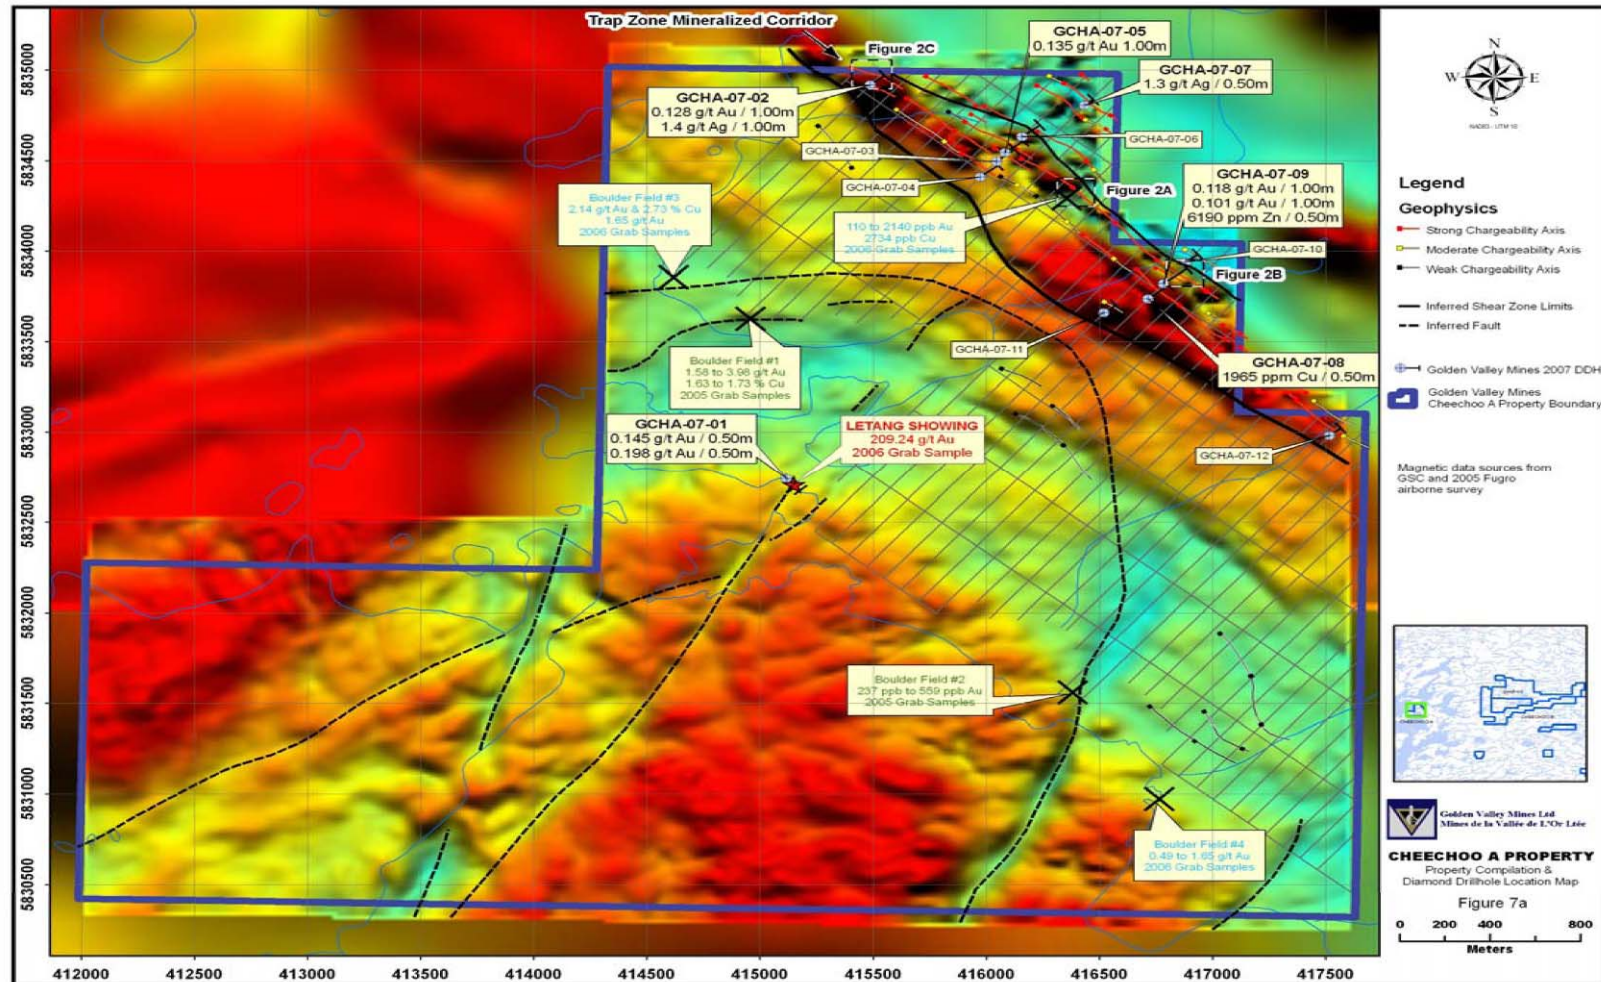 Trap Zone Mineralized Corridor
Figure 2C
GCHA-07-05
0.135 g/t Au 1.00m
GCHA-07-07
1.3 g/t Ag / 0.50m
GCHA-07-02
0.128 g/t Au / 1.00m
1.4 g/t Ag / 1.00m
GCHA-07-06
GCHA-07-03
GCHA-07-04
GCHA-07-09
0.118 g/t Au / 1.00m
0.101 g/t Au / 1.00m
6190 ppm Zn / 0.50m
Figure 2A
Boulder Field #3
2.14 g/t Au & 2.73 % Cu
1.65 g/t Au
2006 Grab Samples
110 to 2140 ppb Au
2734 ppb Cu
2006 Grab Samples
GCHA-07-10
Figure 2B
GCHA-07-11
Boulder Field #1
1.58 to 3.98 g/t Au
1.63 to 1.73 % Cu
2005 Grab Samples
GCHA-07-08
1965 ppm Cu / 0.50m
GCHA-07-01
0.145 g/t Au / 0.50m
0.198 g/t Au / 0.50m
LETANG SHOWING
209.24 g/t Au
2006 Grab Sample
GCHA-07-12
Boulder Field #2
237 ppb to 559 ppb Au
2005 Grab Samples
Boulder Field #4
0.49 to 1.65 g/t Au
2006 Grab Samples
5835000
5834500
5834000
5833500
5833000
5832500
5832000
5831500
5831000
5830500
412000 412500 413000 413500 414000 414500 415000 415500 416000 416500 417000 417500
N
W E
S
Legend
Geophysics
Strong Chargeability Axis
Moderate Chargeability Axis
Weak Chargeability Axis
Inferred Shear Zone Limits
Inferred Fault
Golden Valley Mines 2007 DDH
Golden Valley Mines
Cheechoo A Property Boundary
Magnetic data sources from
GSC and 2005 Fugro
airborne survey
Golden Valley Mines Ltd
Mines de la Vallée de L'Or Ltée
CHEECHOO A PROPERTY
Property Compilation &
Diamond Drillhole Location Map
Figure 7a
0 200 400 800
Meters